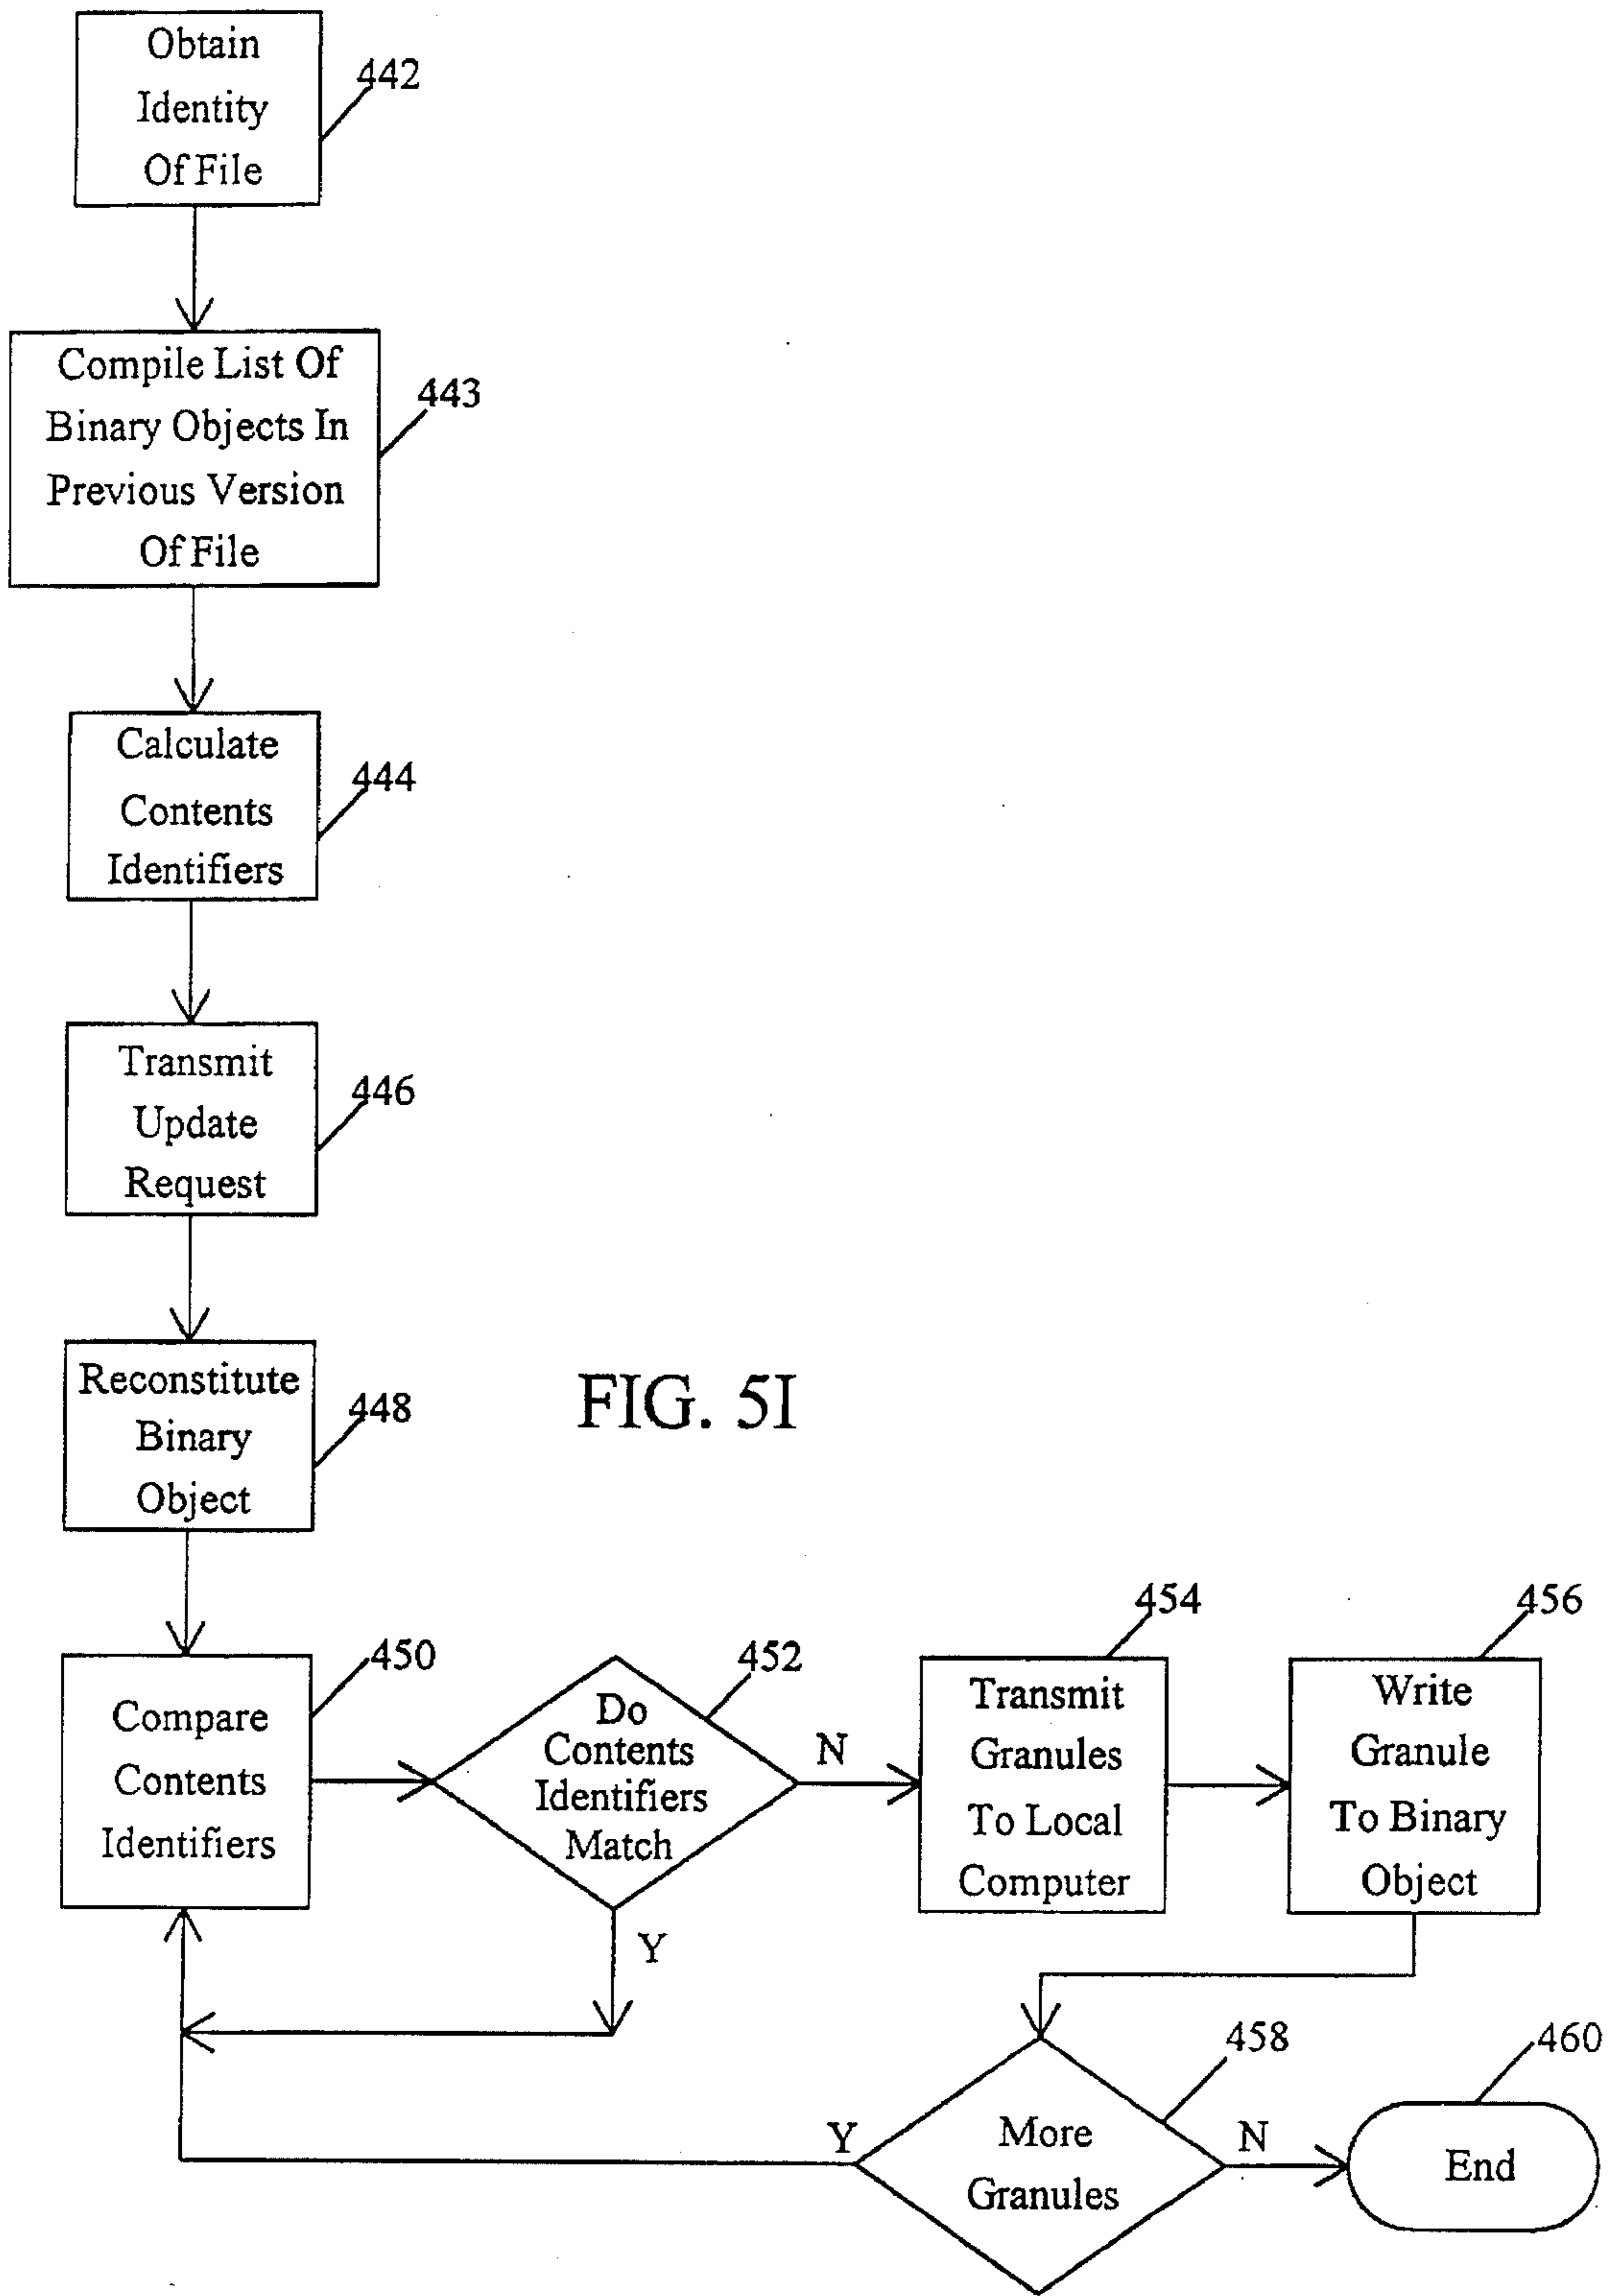 Obtain
Identity
Of File
442
Compile List Of
Binary Objects In
Previous Version
Of File
443
Calculate
Contents
Identifiers
444
Transmit
Update
Request
446
Reconstitute
Binary
Object
448
FIG. 5I
Compare
Contents
Identifiers
450
Do
Contents
Identifiers
Match
452
N
Y
Transmit
Granules
To Local
Computer
454
Write
Granule
To Binary
Object
456
More
Granules
458
Y
N
End
460